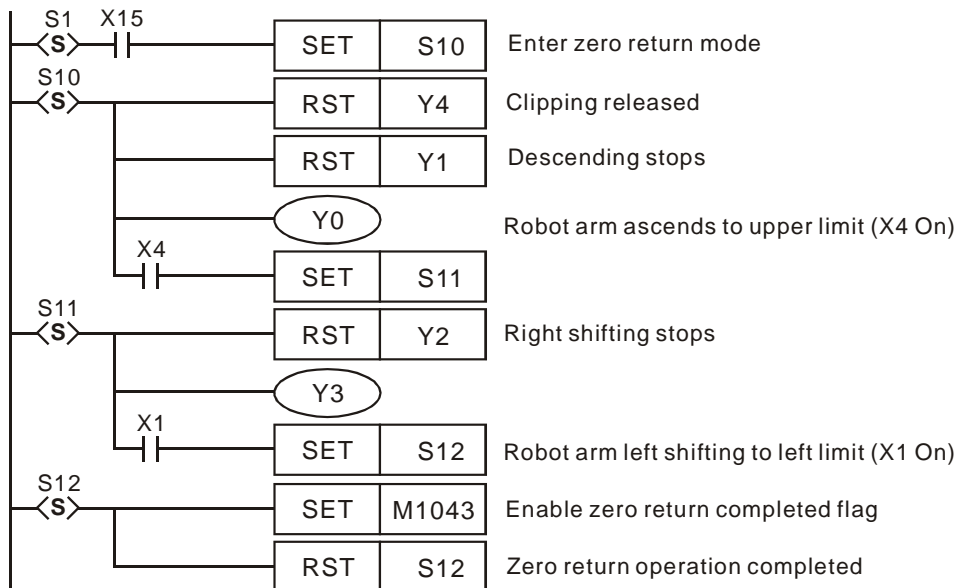 S1 X15
S SET S10 Enter zero return mode
S10
S RST Y4 Clipping released
RST Y1 Descending stops
Y0 Robot arm ascends to upper limit (X4 On)
X4
SET S11
S11
S RST Y2 Right shifting stops
Y3
X1
SET S12 Robot arm left shifting to left limit (X1 On)
S12
S SET M1043 Enable zero return completed flag
RST S12 Zero return operation completed